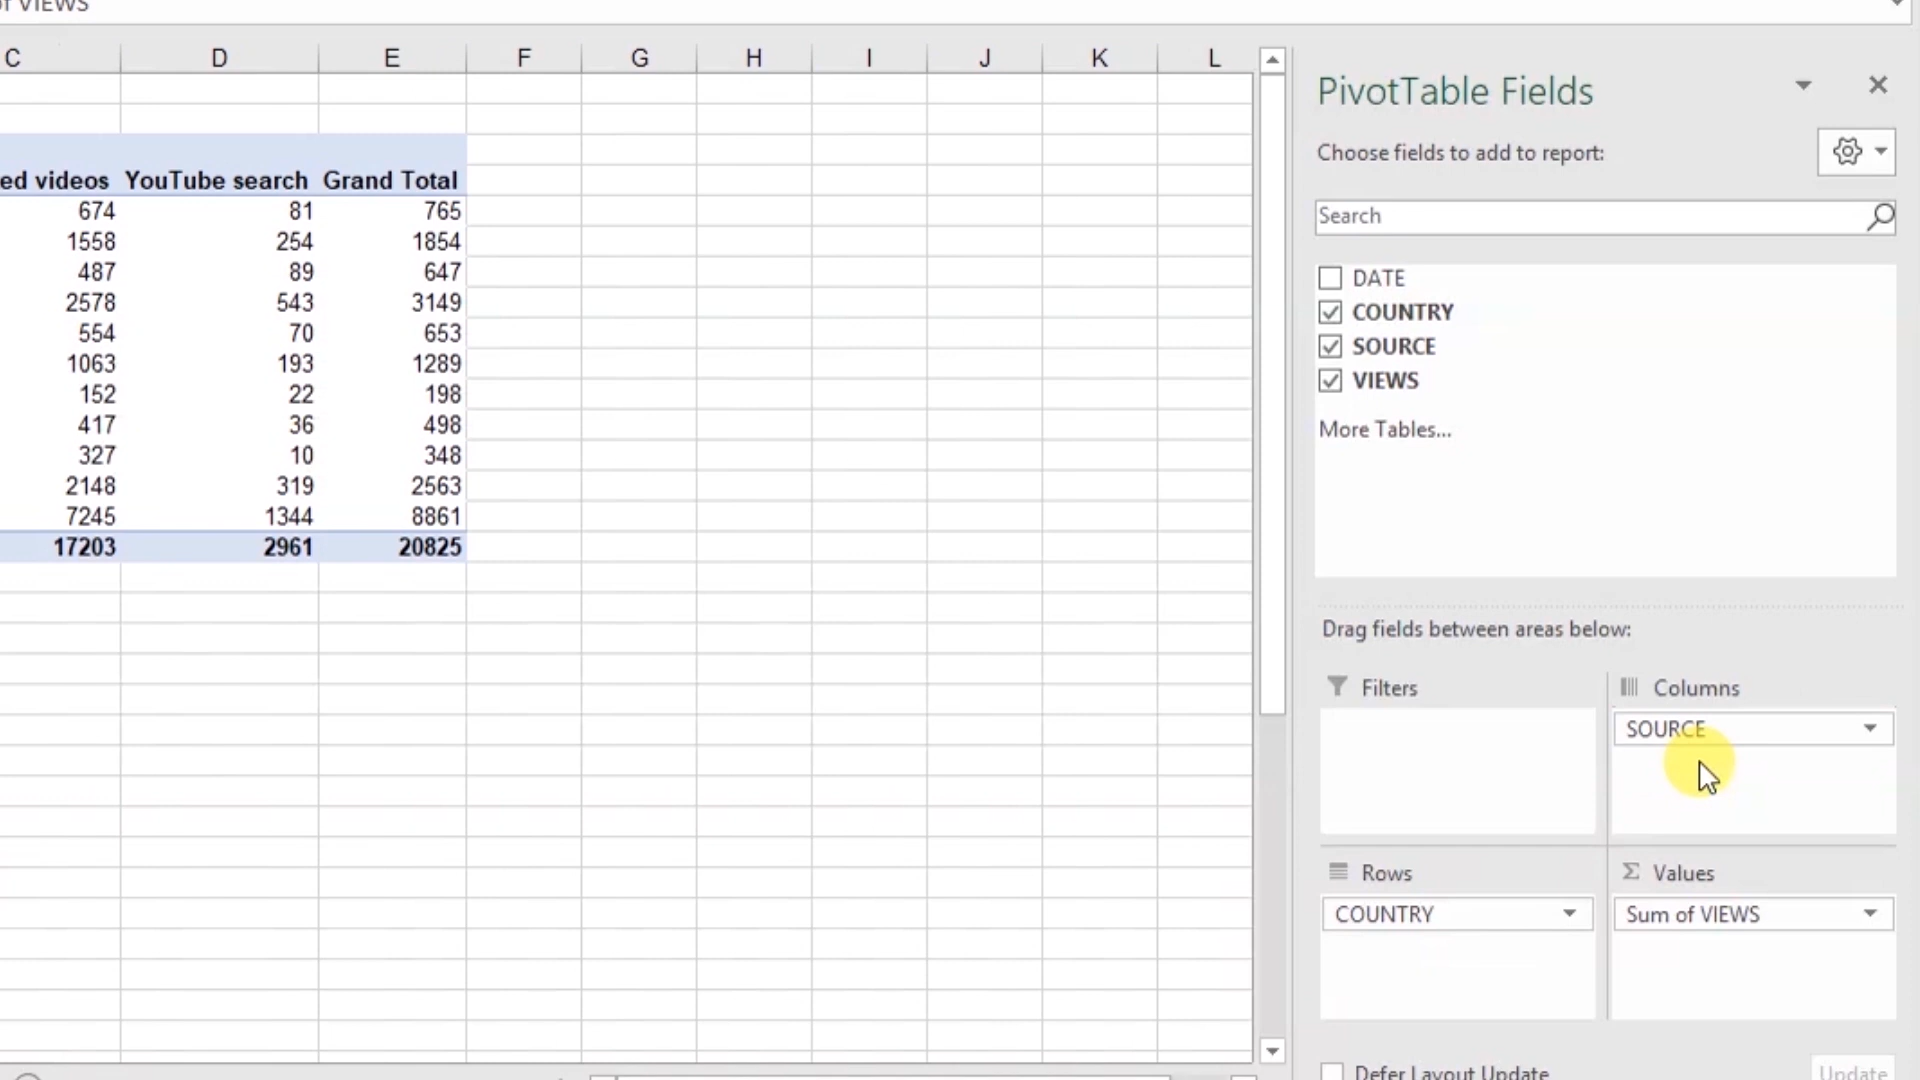 of VIEWS
C D E F G H I J K L
ed videos YouTube search Grand Total
674 81 765
1558 254 1854
487 89 647
2578 543 3149
554 70 653
1063 193 1289
152 22 198
417 36 498
327 10 348
2148 319 2563
7245 1344 8861
17203 2961 20825
PivotTable Fields
Choose fields to add to report:
Search
DATE
COUNTRY
SOURCE
VIEWS
More Tables...
Drag fields between areas below:
Filters
Columns
SOURCE
Rows
COUNTRY
Σ Values
Sum of VIEWS
Defer Layout Update
Update